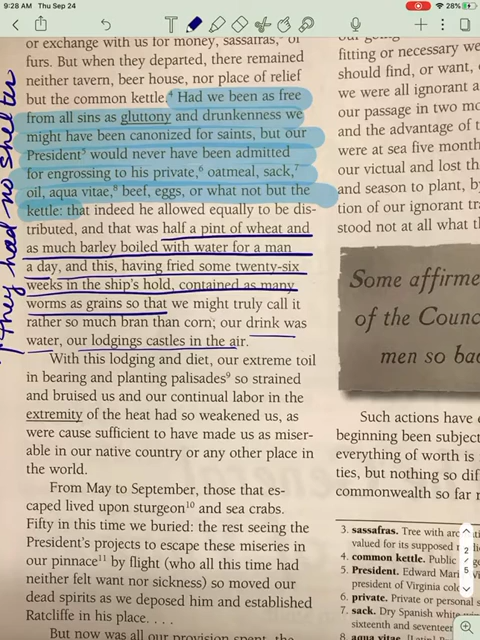 9:28 AM Thu Sep 24
28%
or exchange with us for money, sassafras,³ or
furs. But when they departed, there remained
neither tavern, beer house, nor place of relief
but the common kettle.⁴ Had we been as free
from all sins as gluttony and drunkenness we
might have been canonized for saints, but our
President⁵ would never have been admitted
for engrossing to his private,⁶ oatmeal, sack,⁷
oil, aqua vitae,⁸ beef, eggs, or what not but the
kettle: that indeed he allowed equally to be dis-
tributed, and that was half a pint of wheat and
as much barley boiled with water for a man
a day, and this, having fried some twenty-six
weeks in the ship's hold, contained as many
worms as grains so that we might truly call it
rather so much bran than corn; our drink was
water, our lodgings castles in the air.
With this lodging and diet, our extreme toil
in bearing and planting palisades⁹ so strained
and bruised us and our continual labor in the
extremity of the heat had so weakened us, as
were cause sufficient to have made us as miser-
able in our native country or any other place in
the world.
From May to September, those that es-
caped lived upon sturgeon¹⁰ and sea crabs.
Fifty in this time we buried: the rest seeing the
President's projects to escape these miseries in
our pinnace¹¹ by flight (who all this time had
neither felt want nor sickness) so moved our
dead spirits as we deposed him and established
Ratcliffe in his place. . . .
But now was all our provision spent, the
they had no shelter
fitting or necessary we
should find, or want,
we were all ignorant a
our passage in two mo
and the advantage of t
were at sea five month
our victual and lost th
and season to plant, by
tion of our ignorant tra
stood not at all what t
Some affirme
of the Counc
men so bad
Such actions have e
beginning been subject
everything of worth is
ties, but nothing so dif
commonwealth so far r
3. sassafras. Tree with
valued for its supposed
4. common kettle. Public
5. President. Edward Mari
president of Virginia colo
6. private. Private or personal
7. sack. Dry Spanish white
sixteenth and seventeen
8. aqua vitae.
2
5